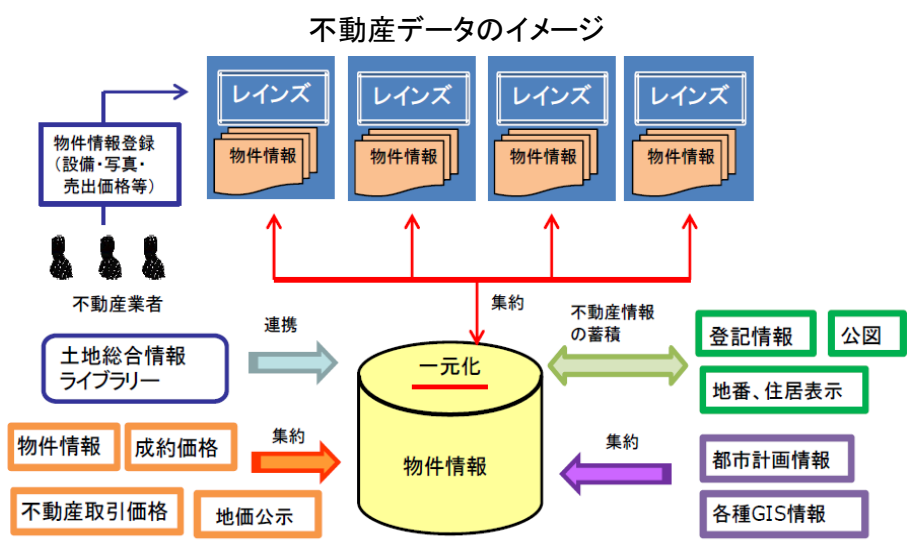 不動産データのイメージ
レインズ
レインズ
レインズ
レインズ
物件情報
物件情報
物件情報
物件情報
物件情報登録
(設備・写真・
売出価格等)
不動産業者
集約
不動産情報
の蓄積
連携
土地総合情報
ライブラリー
一元化
物件情報
登記情報
公図
地番、住居表示
物件情報
成約価格
集約
不動産取引価格
地価公示
集約
都市計画情報
各種GIS情報